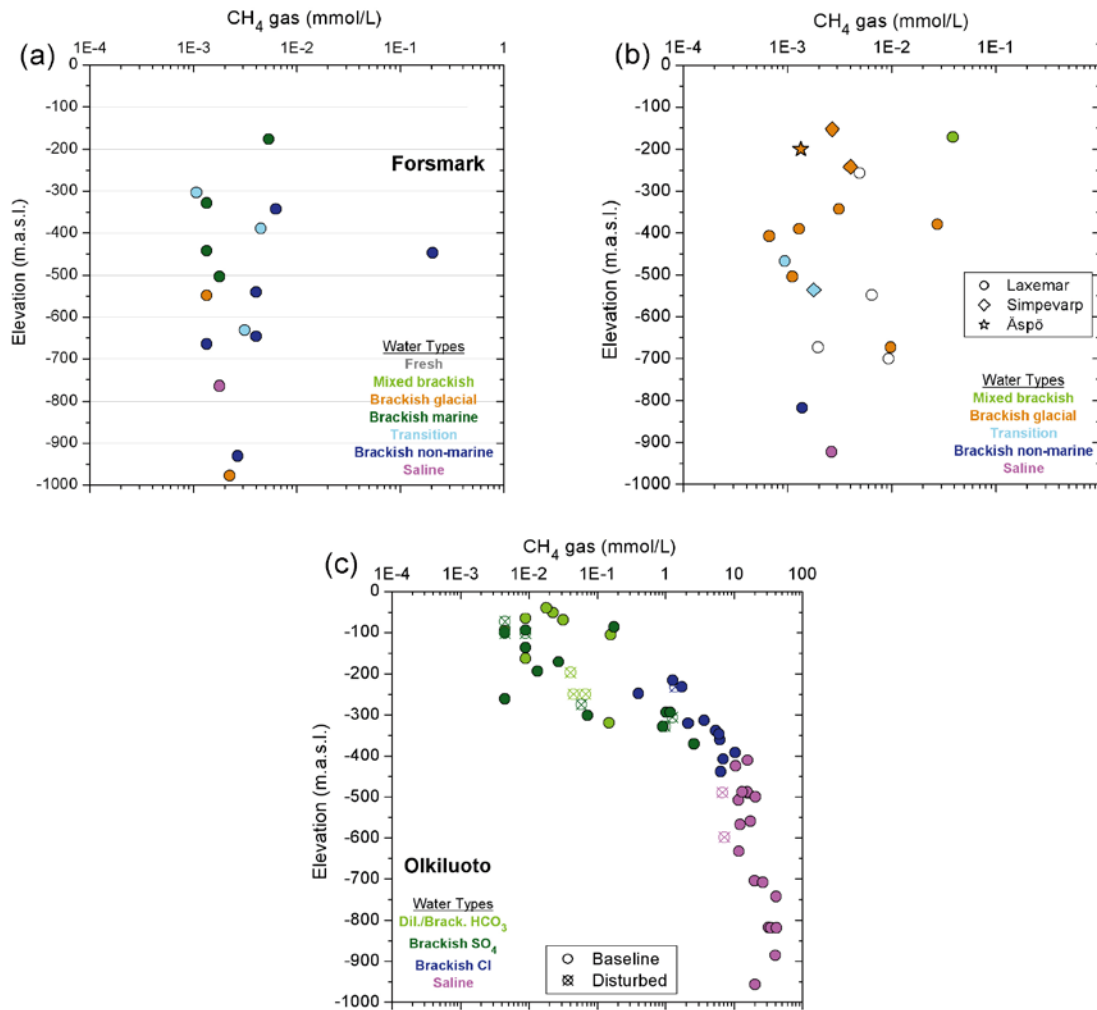 CH4 gas (mmol/L)
1E-4 1E-3 1E-2 1E-1 1
(a)
0
-100
-200
-300
-400
-500
-600
-700
-800
-900
-1000
Elevation (m.a.s.l.)
Forsmark
Water Types
Fresh
Mixed brackish
Brackish glacial
Brackish marine
Transition
Brackish non-marine
Saline
CH4 gas (mmol/L)
1E-4 1E-3 1E-2 1E-1 1
(b)
0
-100
-200
-300
-400
-500
-600
-700
-800
-900
-1000
Elevation (m.a.s.l.)
Laxemar
Simpevarp
Äspö
Water Types
Mixed brackish
Brackish glacial
Transition
Brackish non-marine
Saline
CH4 gas (mmol/L)
(c)
1E-4 1E-3 1E-2 1E-1 1 10 100
0
-100
-200
-300
-400
-500
-600
-700
-800
-900
-1000
Elevation (m.a.s.l.)
Olkiluoto
Water Types
Dil./Brack. HCO3
Brackish SO4
Brackish Cl
Saline
Baseline
Disturbed